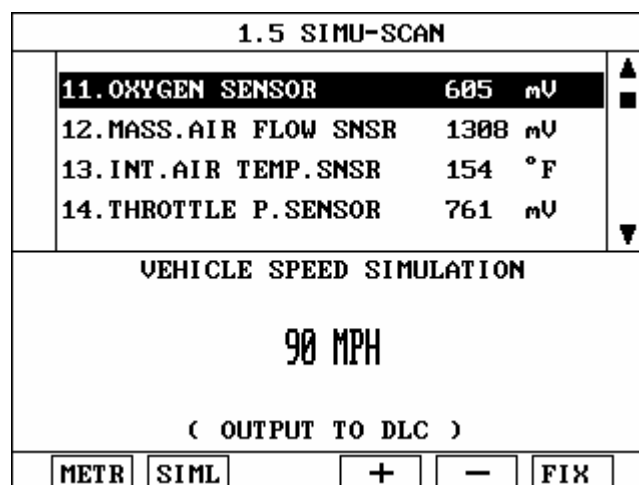 1.5 SIMU-SCAN
11.OXYGEN SENSOR 605 mV
12.MASS.AIR FLOW SNSR 1308 mV
13.INT.AIR TEMP.SNSR 154 °F
14.THROTTLE P.SENSOR 761 mV
VEHICLE SPEED SIMULATION
90 MPH
( OUTPUT TO DLC )
METR SIML + - FIX